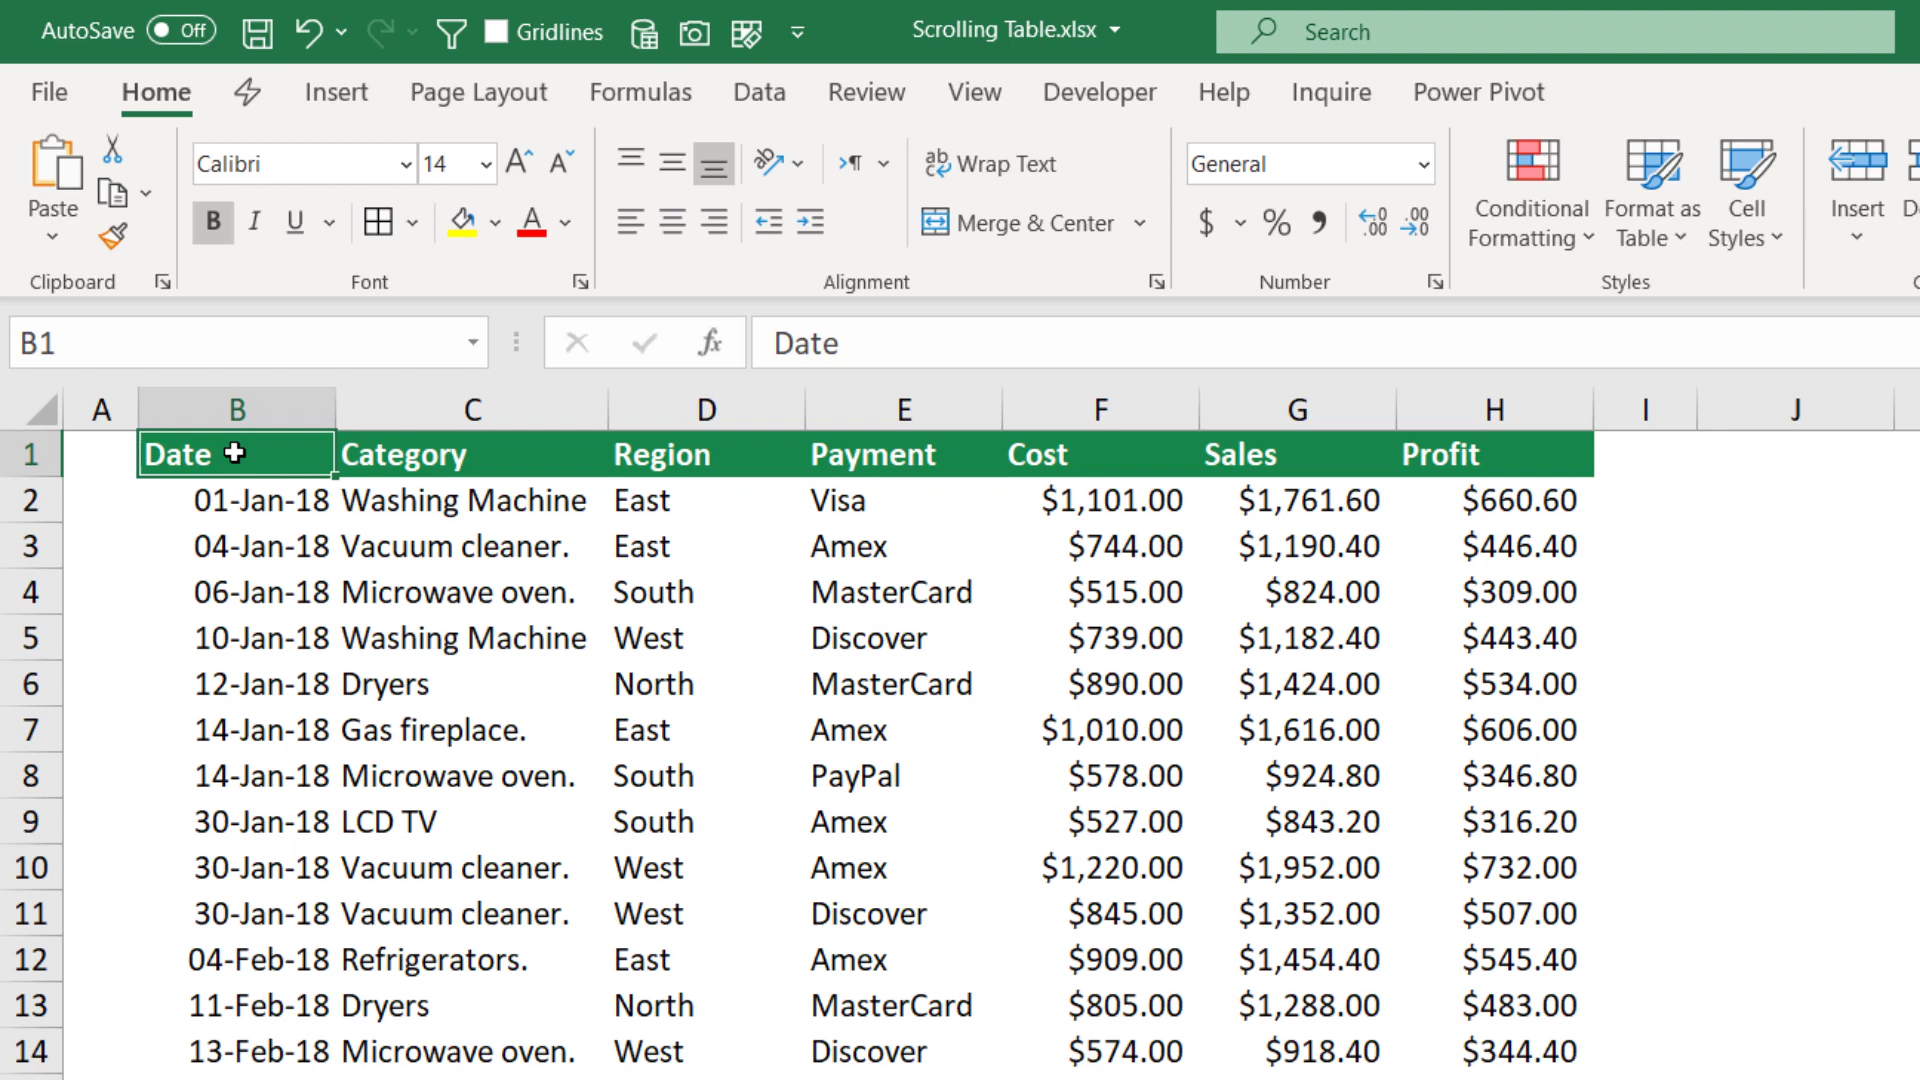 AutoSave Off Gridlines Scrolling Table.xlsx Search
File Home Insert Page Layout Formulas Data Review View Developer Help Inquire Power Pivot
Calibri 14 Wrap Text General
Paste B I U Merge & Center $ % Conditional Formatting Format as Table Cell Styles Insert
Clipboard Font Alignment Number Styles
B1 fx Date
A B C D E F G H I J
1 Date Category Region Payment Cost Sales Profit
2 01-Jan-18 Washing Machine East Visa $1,101.00 $1,761.60 $660.60
3 04-Jan-18 Vacuum cleaner. East Amex $744.00 $1,190.40 $446.40
4 06-Jan-18 Microwave oven. South MasterCard $515.00 $824.00 $309.00
5 10-Jan-18 Washing Machine West Discover $739.00 $1,182.40 $443.40
6 12-Jan-18 Dryers North MasterCard $890.00 $1,424.00 $534.00
7 14-Jan-18 Gas fireplace. East Amex $1,010.00 $1,616.00 $606.00
8 14-Jan-18 Microwave oven. South PayPal $578.00 $924.80 $346.80
9 30-Jan-18 LCD TV South Amex $527.00 $843.20 $316.20
10 30-Jan-18 Vacuum cleaner. West Amex $1,220.00 $1,952.00 $732.00
11 30-Jan-18 Vacuum cleaner. West Discover $845.00 $1,352.00 $507.00
12 04-Feb-18 Refrigerators. East Amex $909.00 $1,454.40 $545.40
13 11-Feb-18 Dryers North MasterCard $805.00 $1,288.00 $483.00
14 13-Feb-18 Microwave oven. West Discover $574.00 $918.40 $344.40